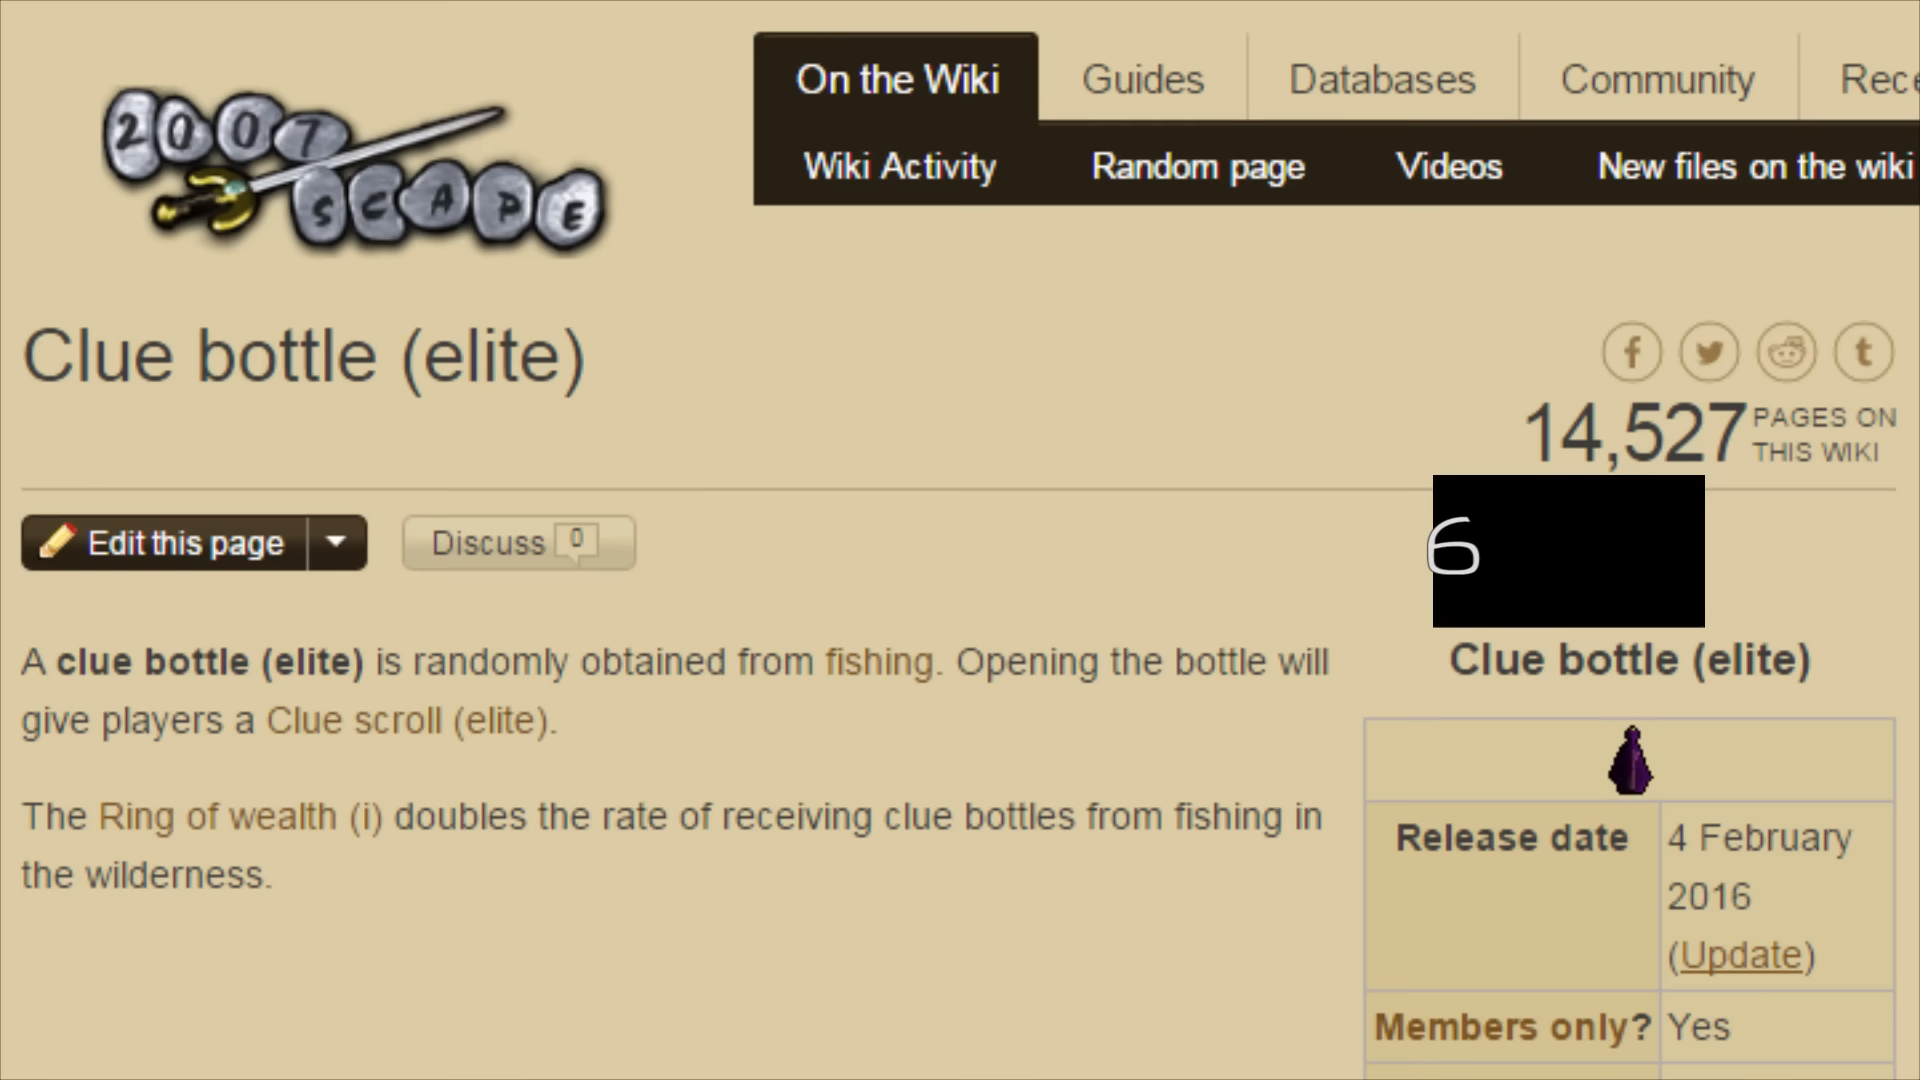 2007
SCAPE
On the Wiki Guides Databases Community Rece
Wiki Activity Random page Videos New files on the wiki
Clue bottle (elite)
14,527 PAGES ON
THIS WIKI
Edit this page Discuss 0
6
A clue bottle (elite) is randomly obtained from fishing. Opening the bottle will
give players a Clue scroll (elite).
The Ring of wealth (i) doubles the rate of receiving clue bottles from fishing in
the wilderness.
Clue bottle (elite)
Release date 4 February
2016
(Update)
Members only? Yes